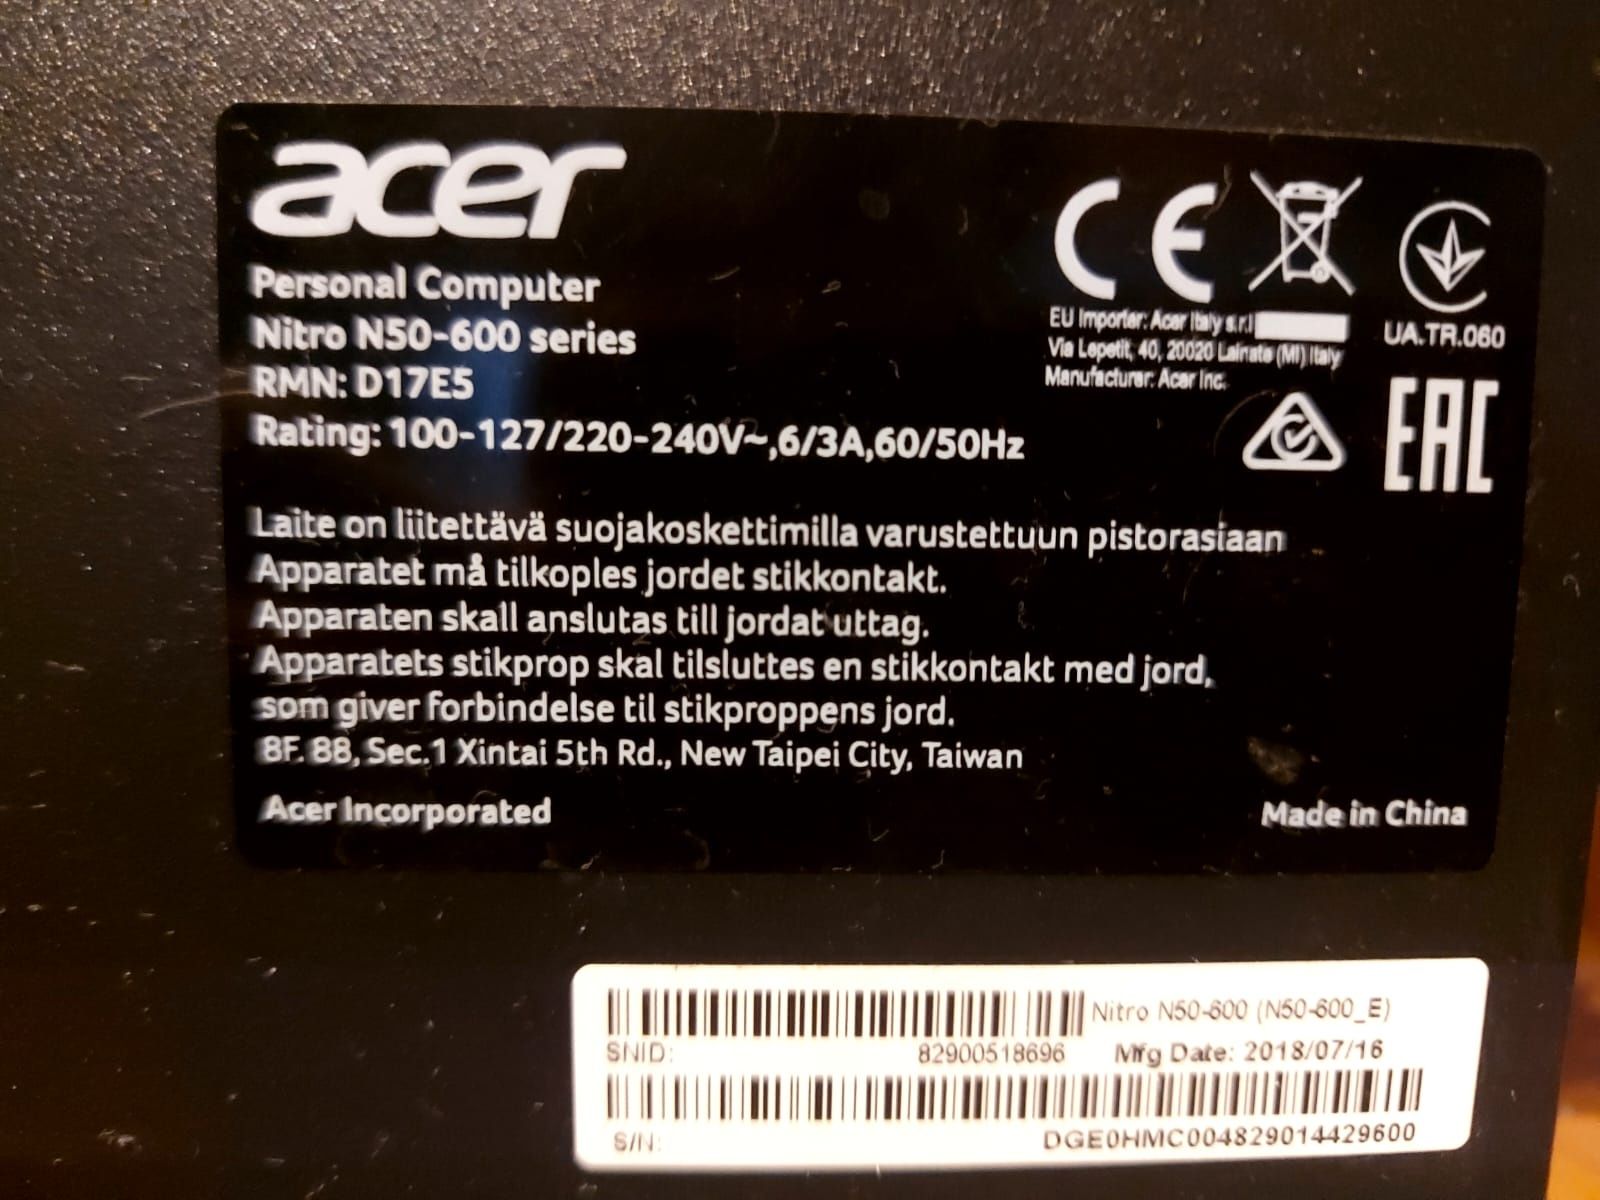 acer
Personal Computer
Nitro N50-600 series
RMN: D17E5
Rating: 100-127/220-240V~,6/3A,60/50Hz
CE
EU Importer: Acer Italy s.r.l
Via Lepetit, 40, 20020 Lainate (MI) Italy
Manufacturer: Acer Inc.
UA.TR.060
EAC
Laite on liitettävä suojakoskettimilla varustettuun pistorasiaan
Apparatet må tilkoples jordet stikkontakt.
Apparaten skall anslutas till jordat uttag.
Apparatets stikprop skal tilsluttes en stikkontakt med jord,
som giver forbindelse til stikproppens jord.
8F. 88, Sec.1 Xintai 5th Rd., New Taipei City, Taiwan
Acer Incorporated
Made in China
Nitro N50-600 (N50-600_E)
SNID: 82900518696 Mfg Date: 2018/07/16
S/N: DGE0HMC004829014429600